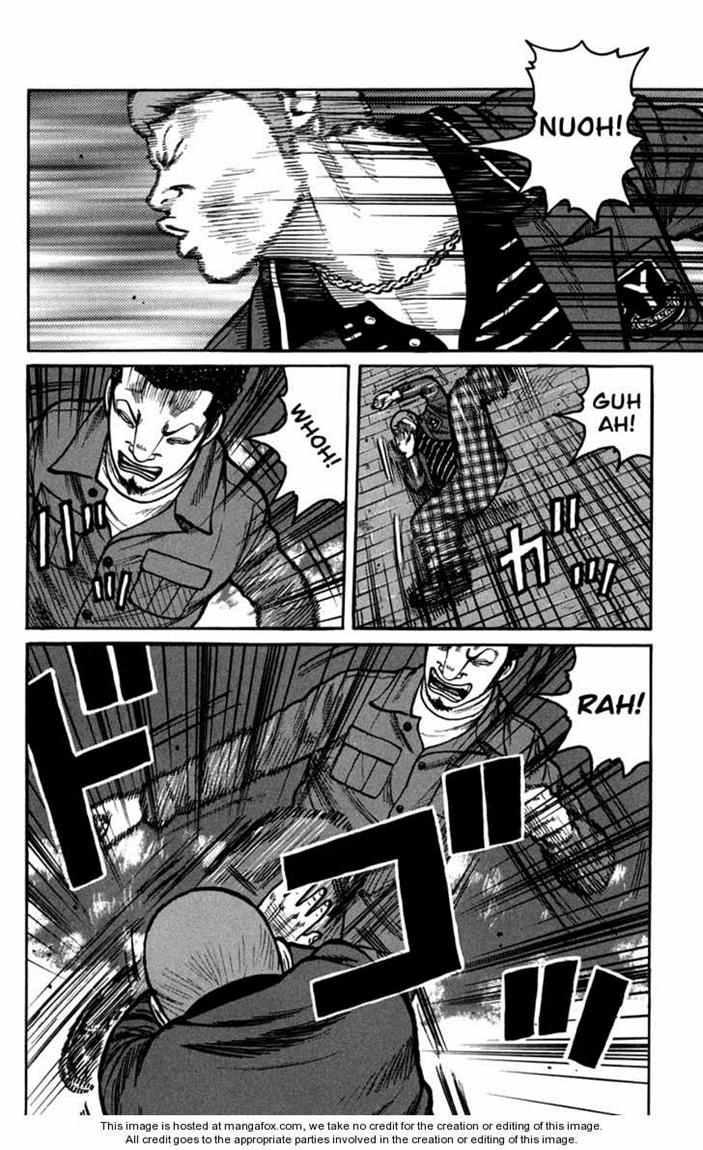 NUOH!
GUH
AH!
ガッ
WHOH!
RAH!
ドゴッ
This image is hosted at mangafox.com, we take no credit for the creation or editing of this image.
All credit goes to the appropriate parties involved in the creation or editing of this image.